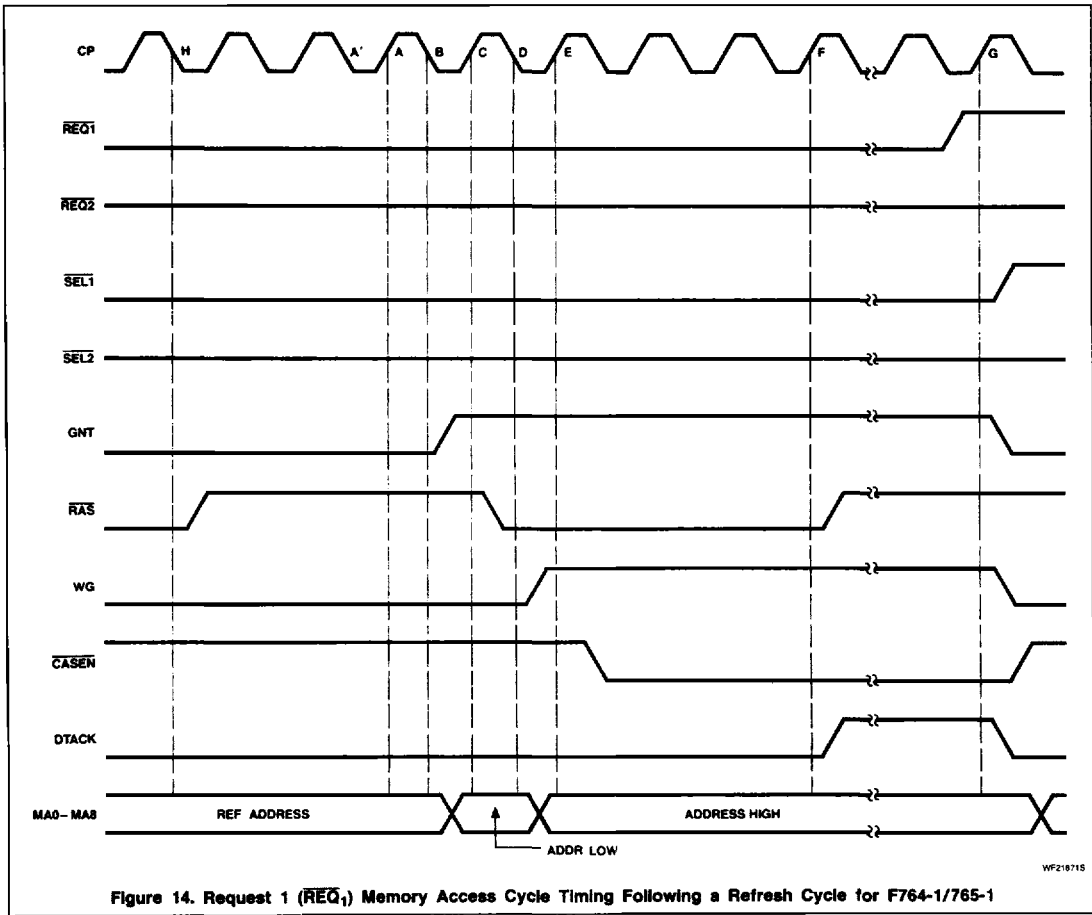 CP H A' A B C D E F G
REQ1
REQ2
SEL1
SEL2
GNT
RAS
WG
CASEN
DTACK
MA0–MA8 REF ADDRESS ADDRESS HIGH
ADDR LOW
WF21871S
Figure 14. Request 1 (REQ1) Memory Access Cycle Timing Following a Refresh Cycle for F764-1/765-1